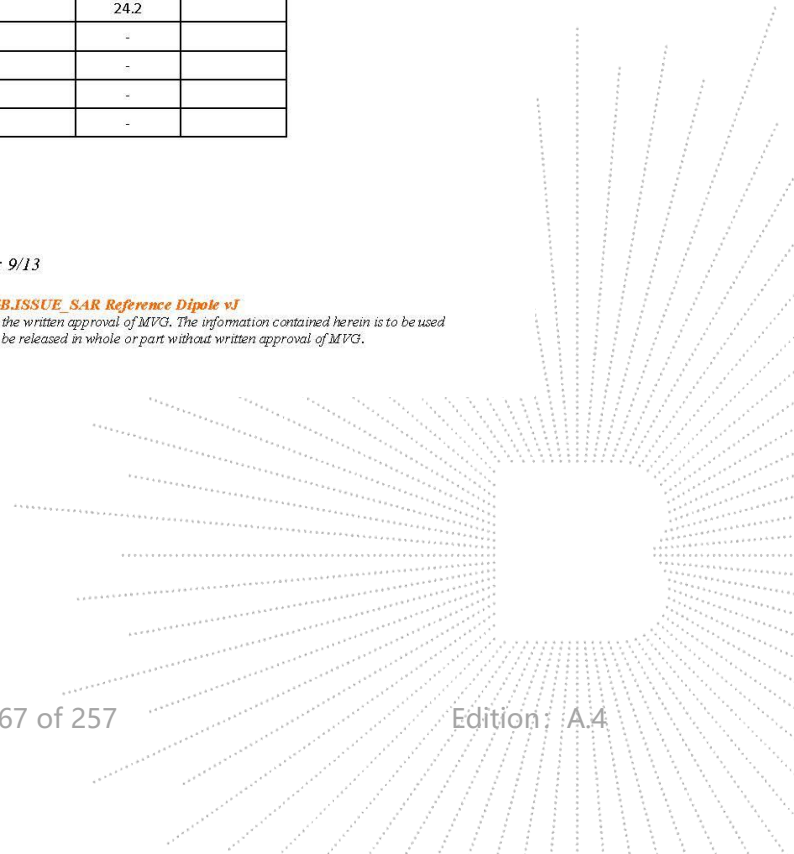 24.2
-
-
-
-
: 9/13
B.ISSUE_SAR Reference Dipole vJ
the written approval of MVG. The information contained herein is to be used
be released in whole or part without written approval of MVG.
67 of 257 Edition: A.4